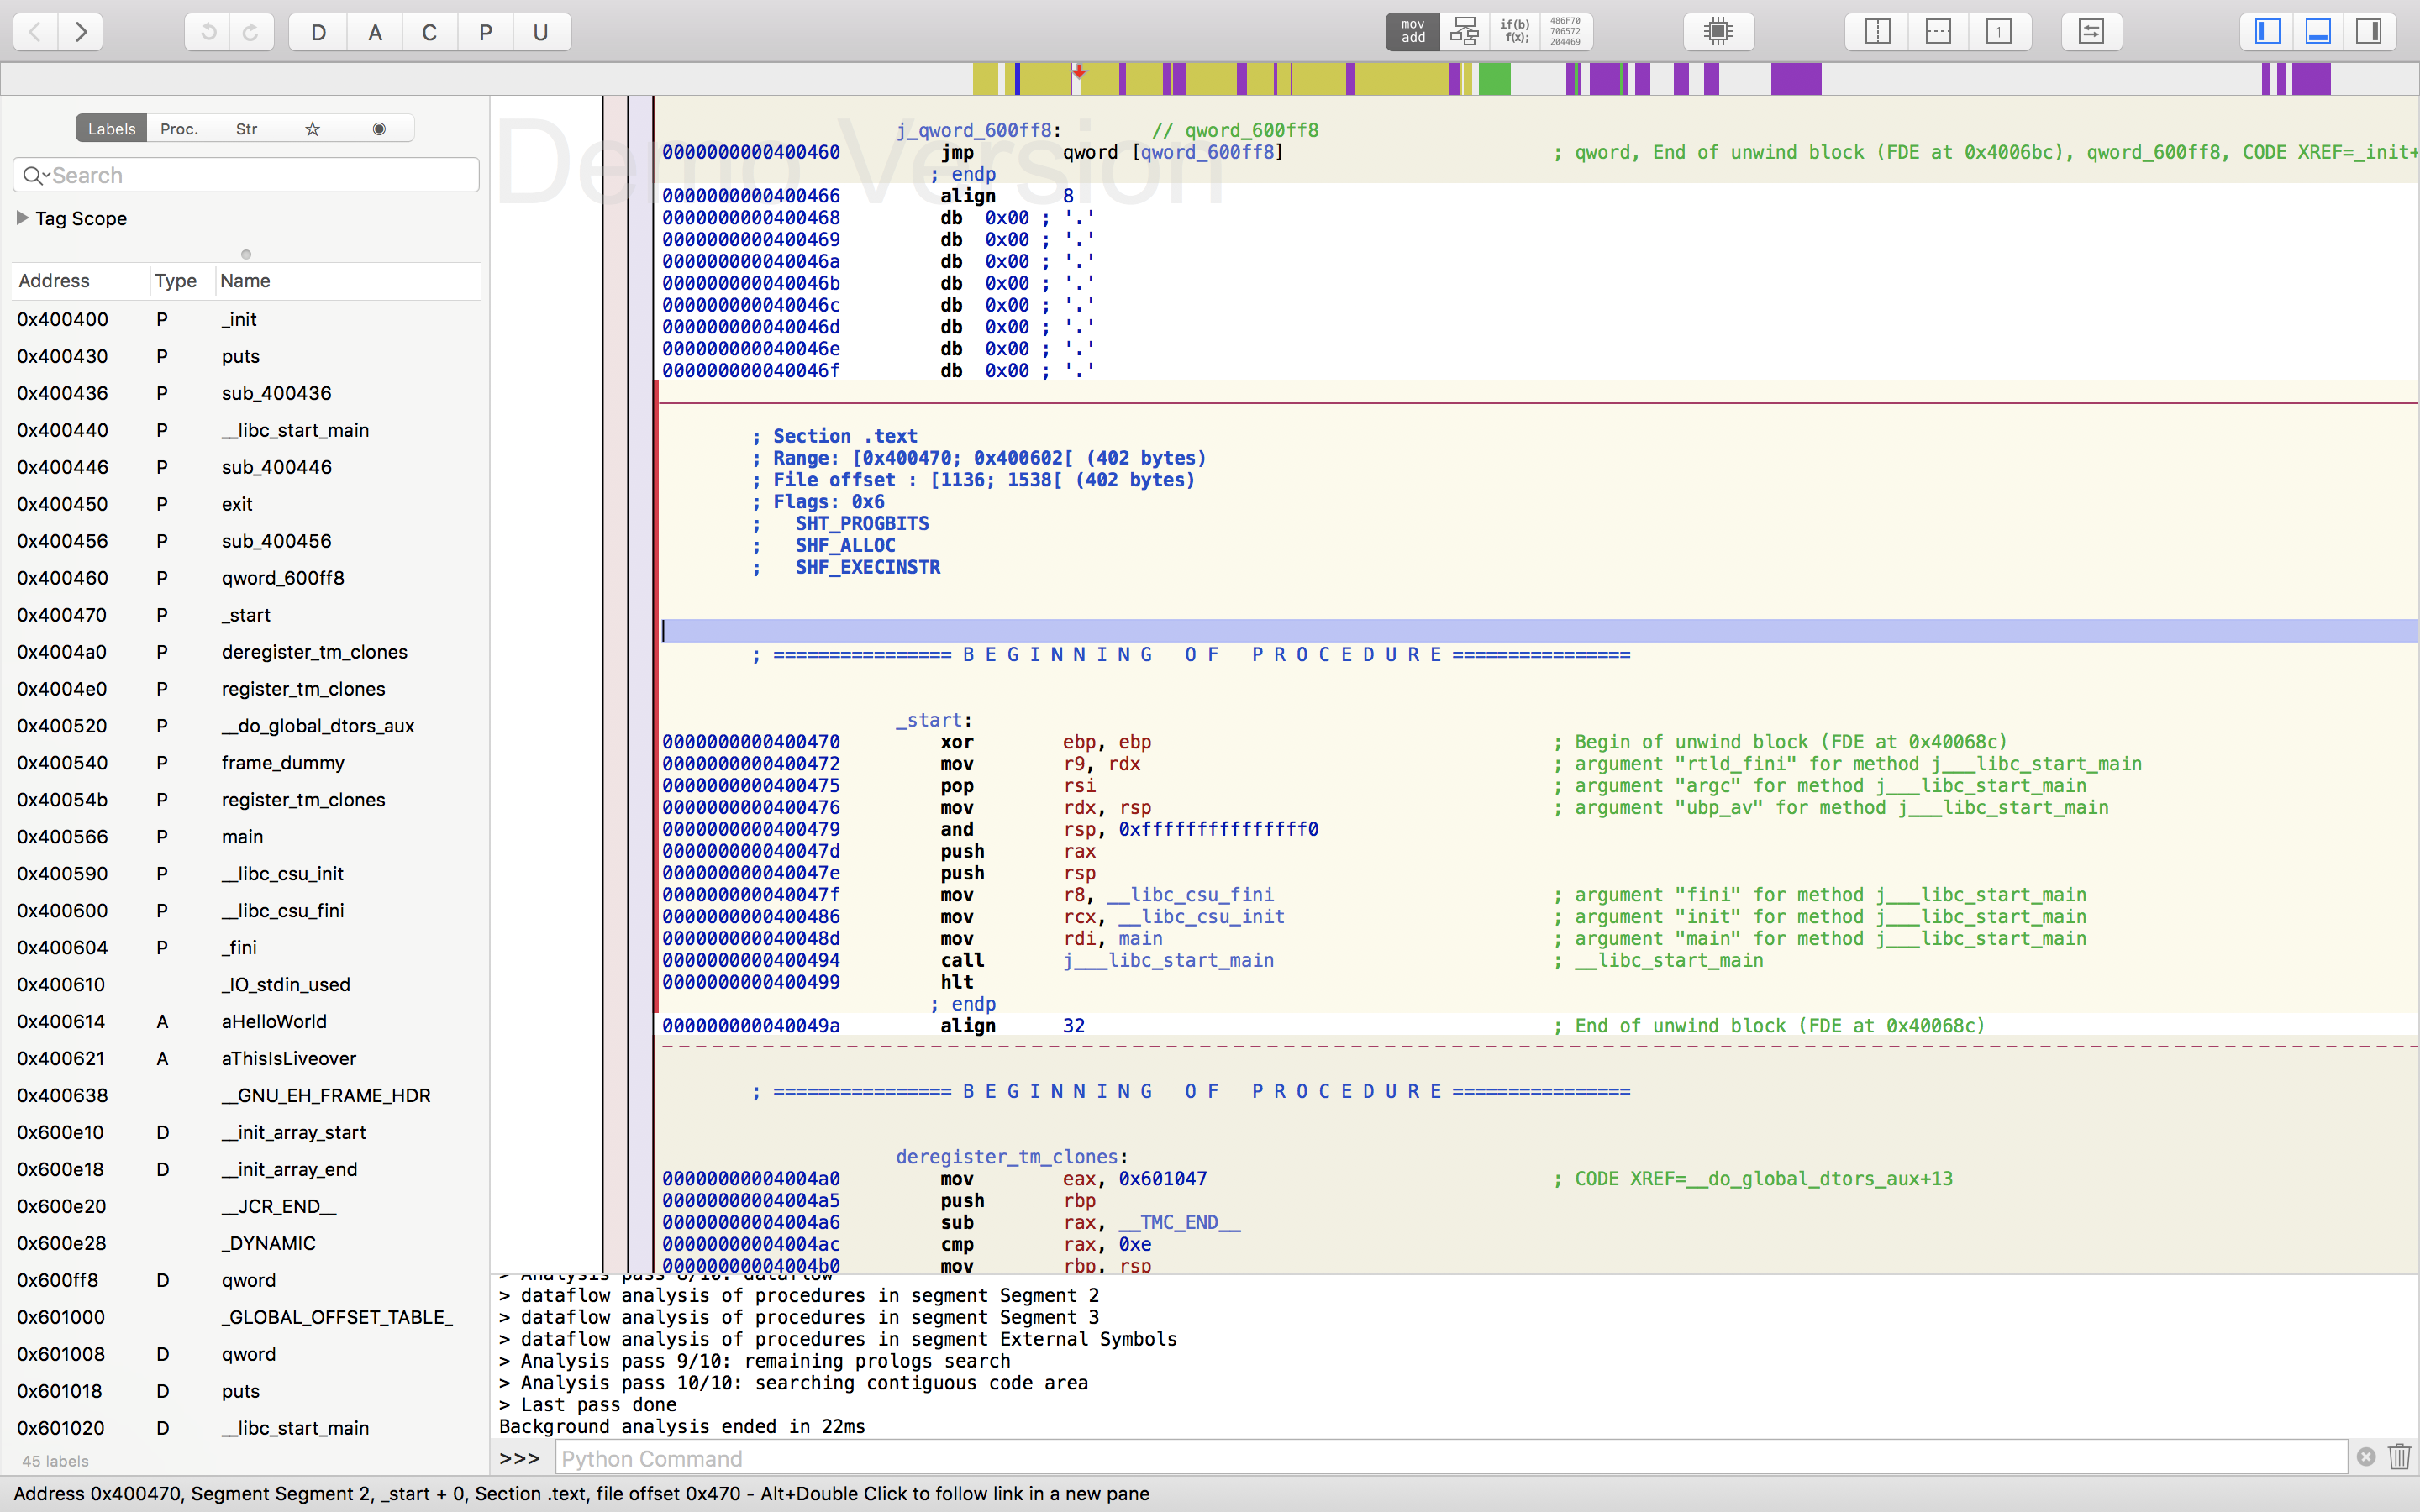 D A C P U
mov add if(b) f(x); 486F70 706572 204469
1
Labels Proc. Str
Search
Tag Scope
Address Type Name
0x400400 P _init
0x400430 P puts
0x400436 P sub_400436
0x400440 P __libc_start_main
0x400446 P sub_400446
0x400450 P exit
0x400456 P sub_400456
0x400460 P qword_600ff8
0x400470 P _start
0x4004a0 P deregister_tm_clones
0x4004e0 P register_tm_clones
0x400520 P __do_global_dtors_aux
0x400540 P frame_dummy
0x40054b P register_tm_clones
0x400566 P main
0x400590 P __libc_csu_init
0x400600 P __libc_csu_fini
0x400604 P _fini
0x400610 _IO_stdin_used
0x400614 A aHelloWorld
0x400621 A aThisIsLiveover
0x400638 __GNU_EH_FRAME_HDR
0x600e10 D __init_array_start
0x600e18 D __init_array_end
0x600e20 __JCR_END__
0x600e28 _DYNAMIC
0x600ff8 D qword
0x601000 _GLOBAL_OFFSET_TABLE_
0x601008 D qword
0x601018 D puts
0x601020 D __libc_start_main
45 labels
Demo Version
j_qword_600ff8: // qword_600ff8
0000000000400460 jmp qword [qword_600ff8] ; qword, End of unwind block (FDE at 0x4006bc), qword_600ff8, CODE XREF=_init+
; endp
0000000000400466 align 8
0000000000400468 db 0x00 ; '.'
0000000000400469 db 0x00 ; '.'
000000000040046a db 0x00 ; '.'
000000000040046b db 0x00 ; '.'
000000000040046c db 0x00 ; '.'
000000000040046d db 0x00 ; '.'
000000000040046e db 0x00 ; '.'
000000000040046f db 0x00 ; '.'
; Section .text
; Range: [0x400470; 0x400602[ (402 bytes)
; File offset : [1136; 1538[ (402 bytes)
; Flags: 0x6
; SHT_PROGBITS
; SHF_ALLOC
; SHF_EXECINSTR
; ================ B E G I N N I N G   O F   P R O C E D U R E ================
_start:
0000000000400470 xor ebp, ebp ; Begin of unwind block (FDE at 0x40068c)
0000000000400472 mov r9, rdx ; argument "rtld_fini" for method j___libc_start_main
0000000000400475 pop rsi ; argument "argc" for method j___libc_start_main
0000000000400476 mov rdx, rsp ; argument "ubp_av" for method j___libc_start_main
0000000000400479 and rsp, 0xfffffffffffffff0
000000000040047d push rax
000000000040047e push rsp
000000000040047f mov r8, __libc_csu_fini ; argument "fini" for method j___libc_start_main
0000000000400486 mov rcx, __libc_csu_init ; argument "init" for method j___libc_start_main
000000000040048d mov rdi, main ; argument "main" for method j___libc_start_main
0000000000400494 call j___libc_start_main ; __libc_start_main
0000000000400499 hlt
; endp
000000000040049a align 32 ; End of unwind block (FDE at 0x40068c)
; ================ B E G I N N I N G   O F   P R O C E D U R E ================
deregister_tm_clones:
00000000004004a0 mov eax, 0x601047 ; CODE XREF=__do_global_dtors_aux+13
00000000004004a5 push rbp
00000000004004a6 sub rax, __TMC_END__
00000000004004ac cmp rax, 0xe
00000000004004b0 mov rbp, rsp
> Analysis pass 8/10: dataflow
> dataflow analysis of procedures in segment Segment 2
> dataflow analysis of procedures in segment Segment 3
> dataflow analysis of procedures in segment External Symbols
> Analysis pass 9/10: remaining prologs search
> Analysis pass 10/10: searching contiguous code area
> Last pass done
Background analysis ended in 22ms
>>> Python Command
Address 0x400470, Segment Segment 2, _start + 0, Section .text, file offset 0x470 - Alt+Double Click to follow link in a new pane